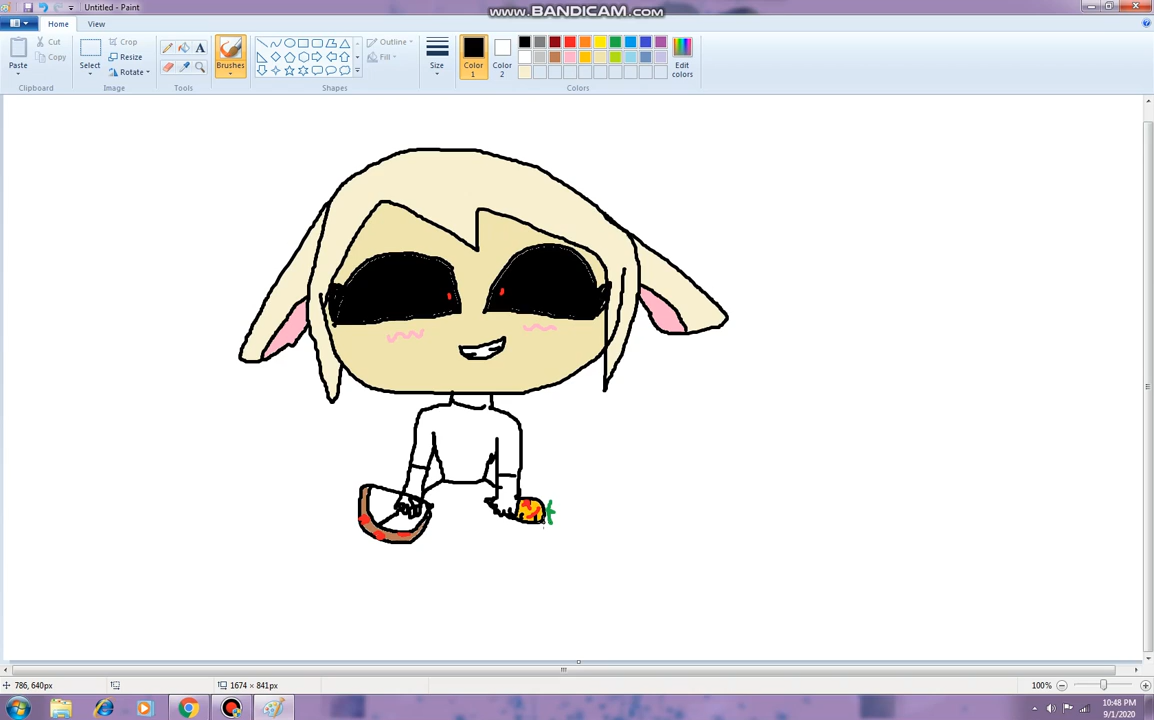 Untitled - Paint
www.BANDICAM.com
Home
View
Paste
Cut
Copy
Clipboard
Select
Crop
Resize
Rotate
Image
Tools
Brushes
Shapes
Outline
Fill
Size
Color
1
Color
2
Edit
colors
Colors
786, 640px
1674 × 841px
100%
10:48 PM
9/1/2020